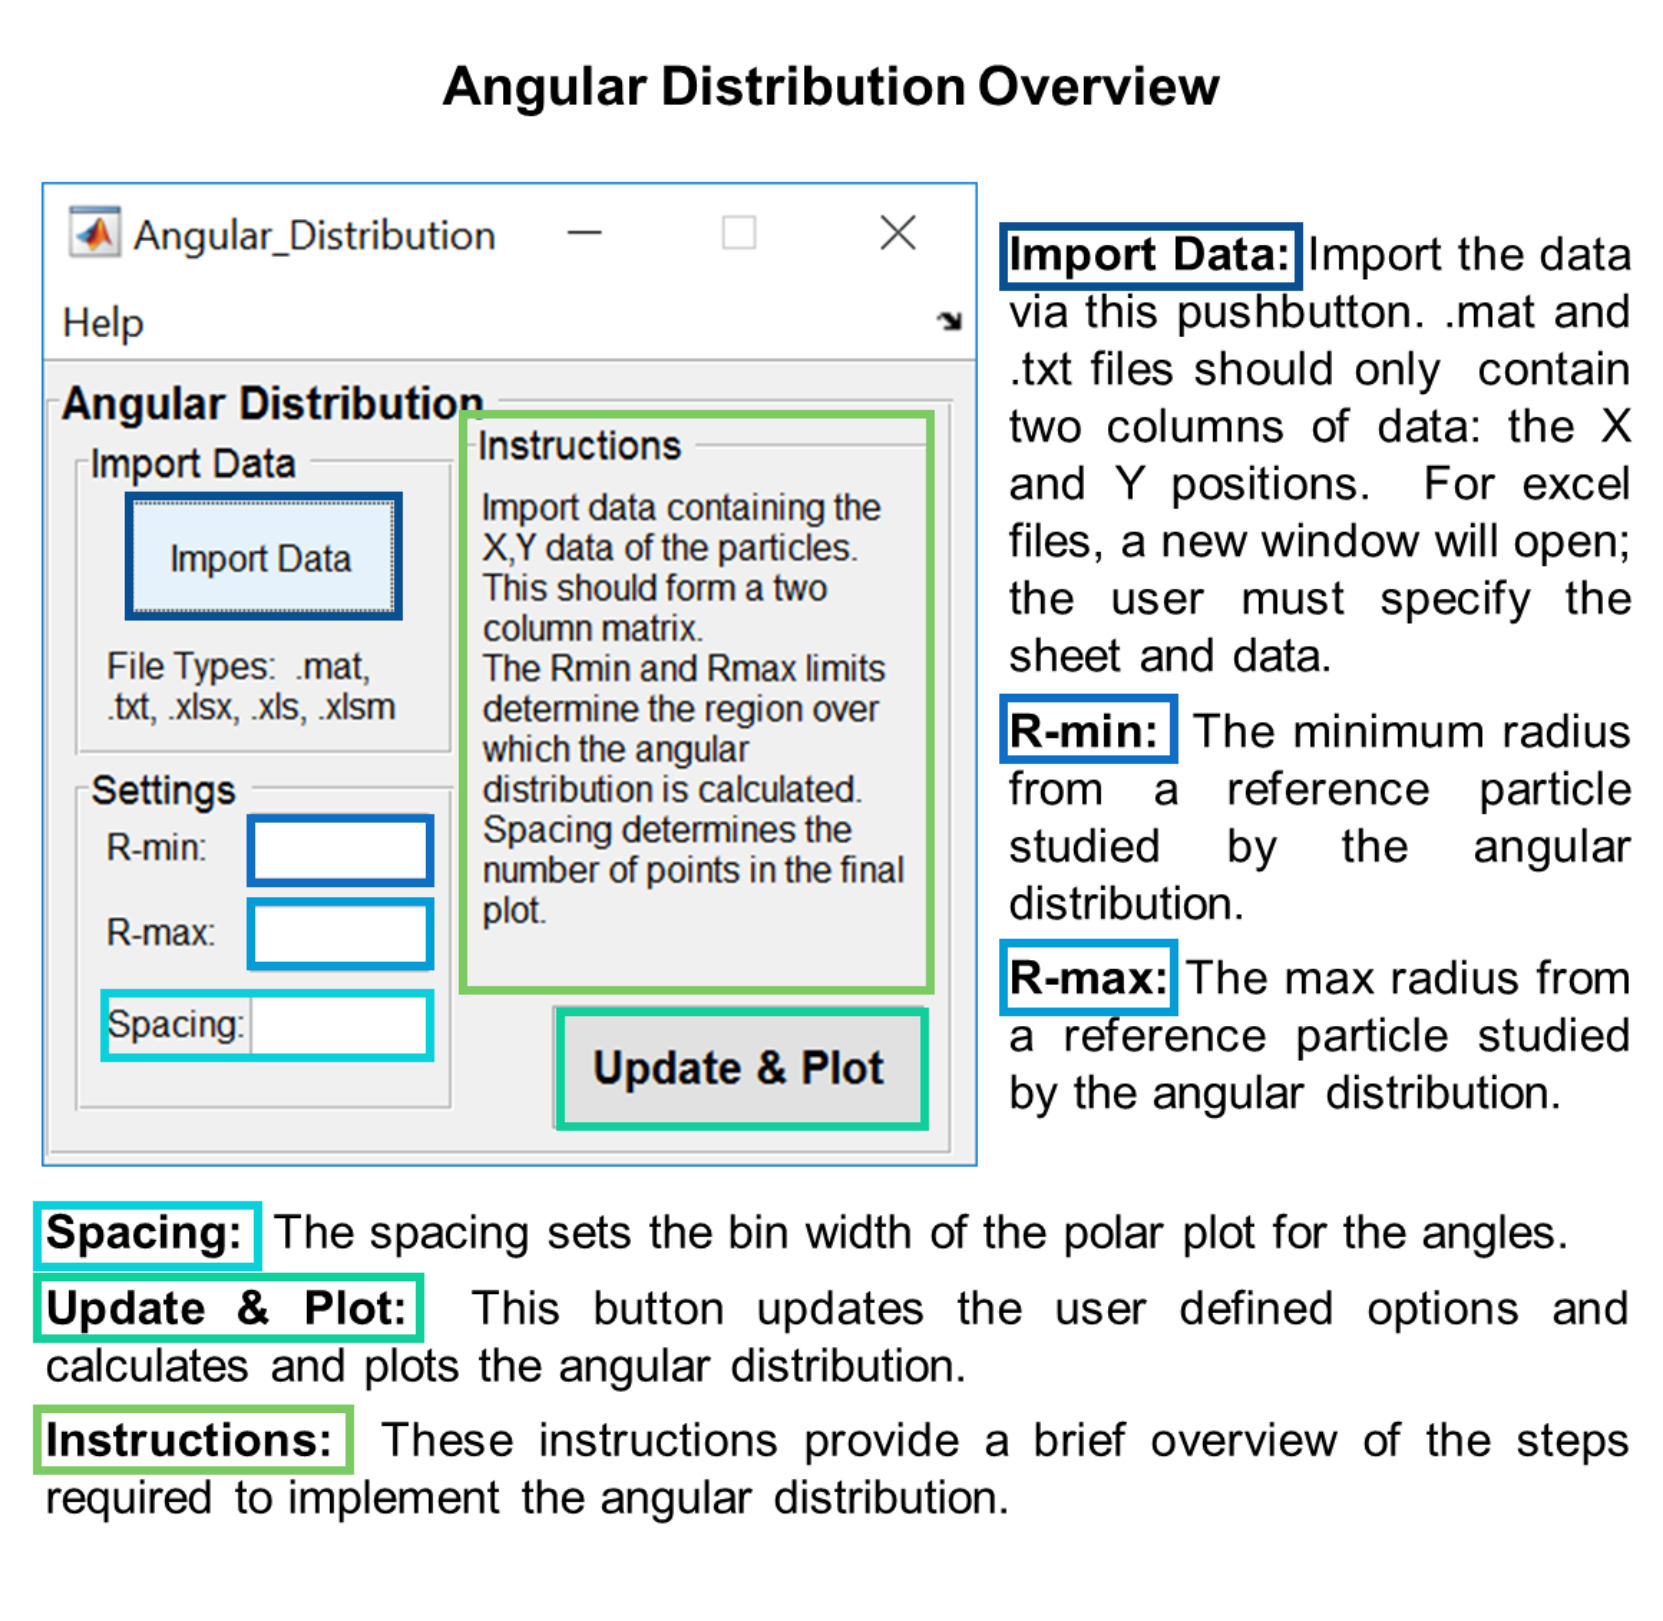 Angular Distribution Overview
Angular_Distribution
Help
Angular Distribution
Import Data
Import Data
File Types: .mat,
.txt, .xlsx, .xls, .xlsm
Settings
R-min:
R-max:
Spacing:
Instructions
Import data containing the
X,Y data of the particles.
This should form a two
column matrix.
The Rmin and Rmax limits
determine the region over
which the angular
distribution is calculated.
Spacing determines the
number of points in the final
plot.
Update & Plot
Import Data: Import the data
via this pushbutton. .mat and
.txt files should only contain
two columns of data: the X
and Y positions. For excel
files, a new window will open;
the user must specify the
sheet and data.
R-min: The minimum radius
from a reference particle
studied by the angular
distribution.
R-max: The max radius from
a reference particle studied
by the angular distribution.
Spacing: The spacing sets the bin width of the polar plot for the angles.
Update & Plot: This button updates the user defined options and
calculates and plots the angular distribution.
Instructions: These instructions provide a brief overview of the steps
required to implement the angular distribution.